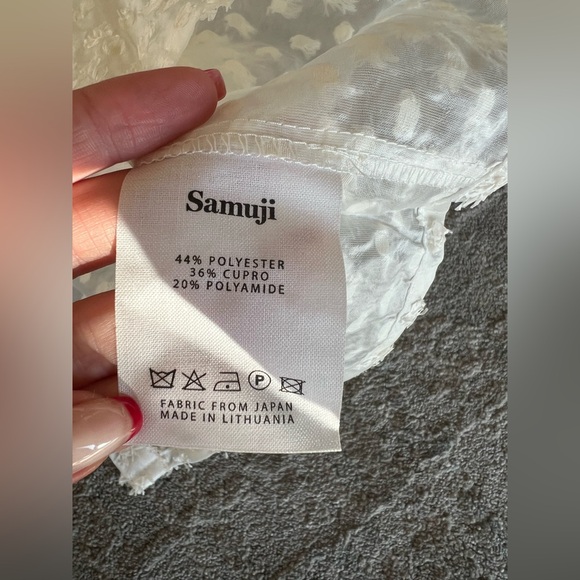 Samuji
44% POLYESTER
36% CUPRO
20% POLYAMIDE
P
FABRIC FROM JAPAN
MADE IN LITHUANIA